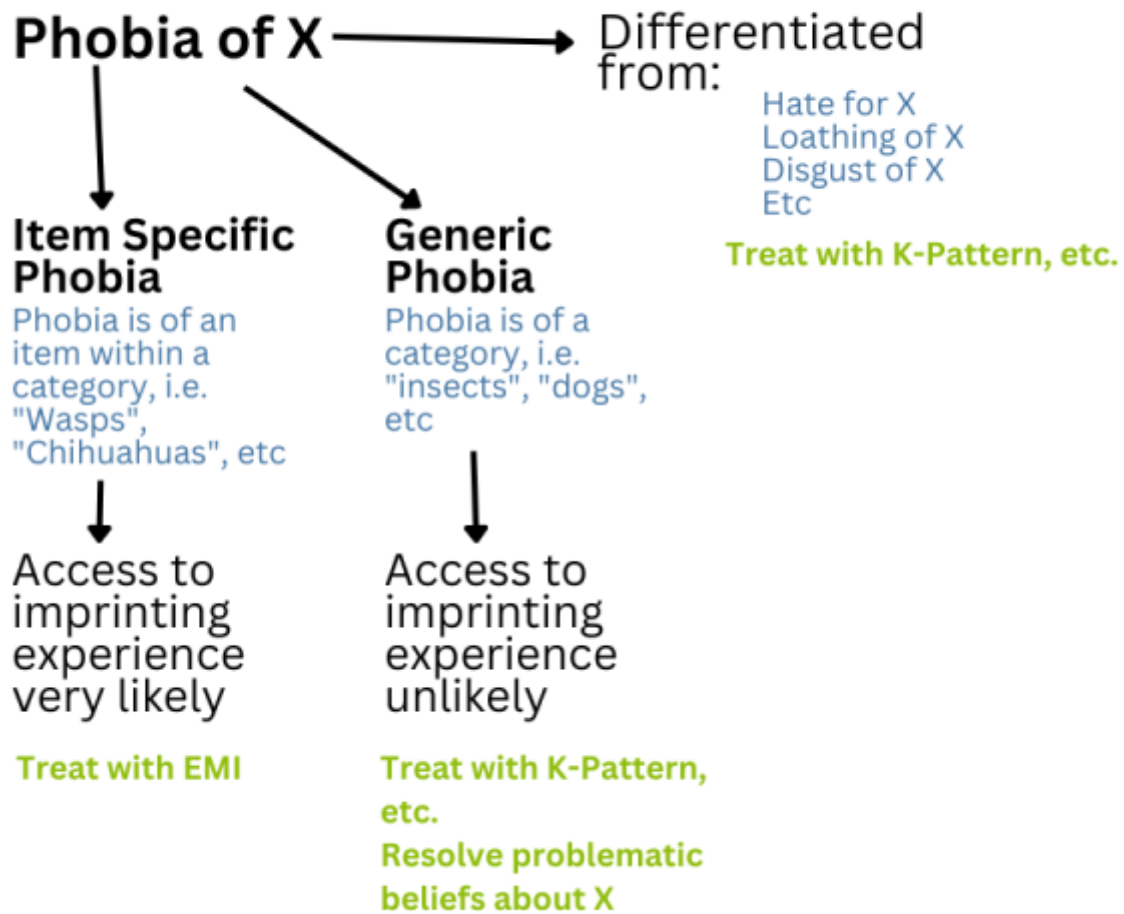 Phobia of X
Differentiated
from:
Hate for X
Loathing of X
Disgust of X
Etc
Treat with K-Pattern, etc.
Item Specific
Phobia
Phobia is of an
item within a
category, i.e.
"Wasps",
"Chihuahuas", etc
Access to
imprinting
experience
very likely
Treat with EMI
Generic
Phobia
Phobia is of a
category, i.e.
"insects", "dogs",
etc
Access to
imprinting
experience
unlikely
Treat with K-Pattern,
etc.
Resolve problematic
beliefs about X